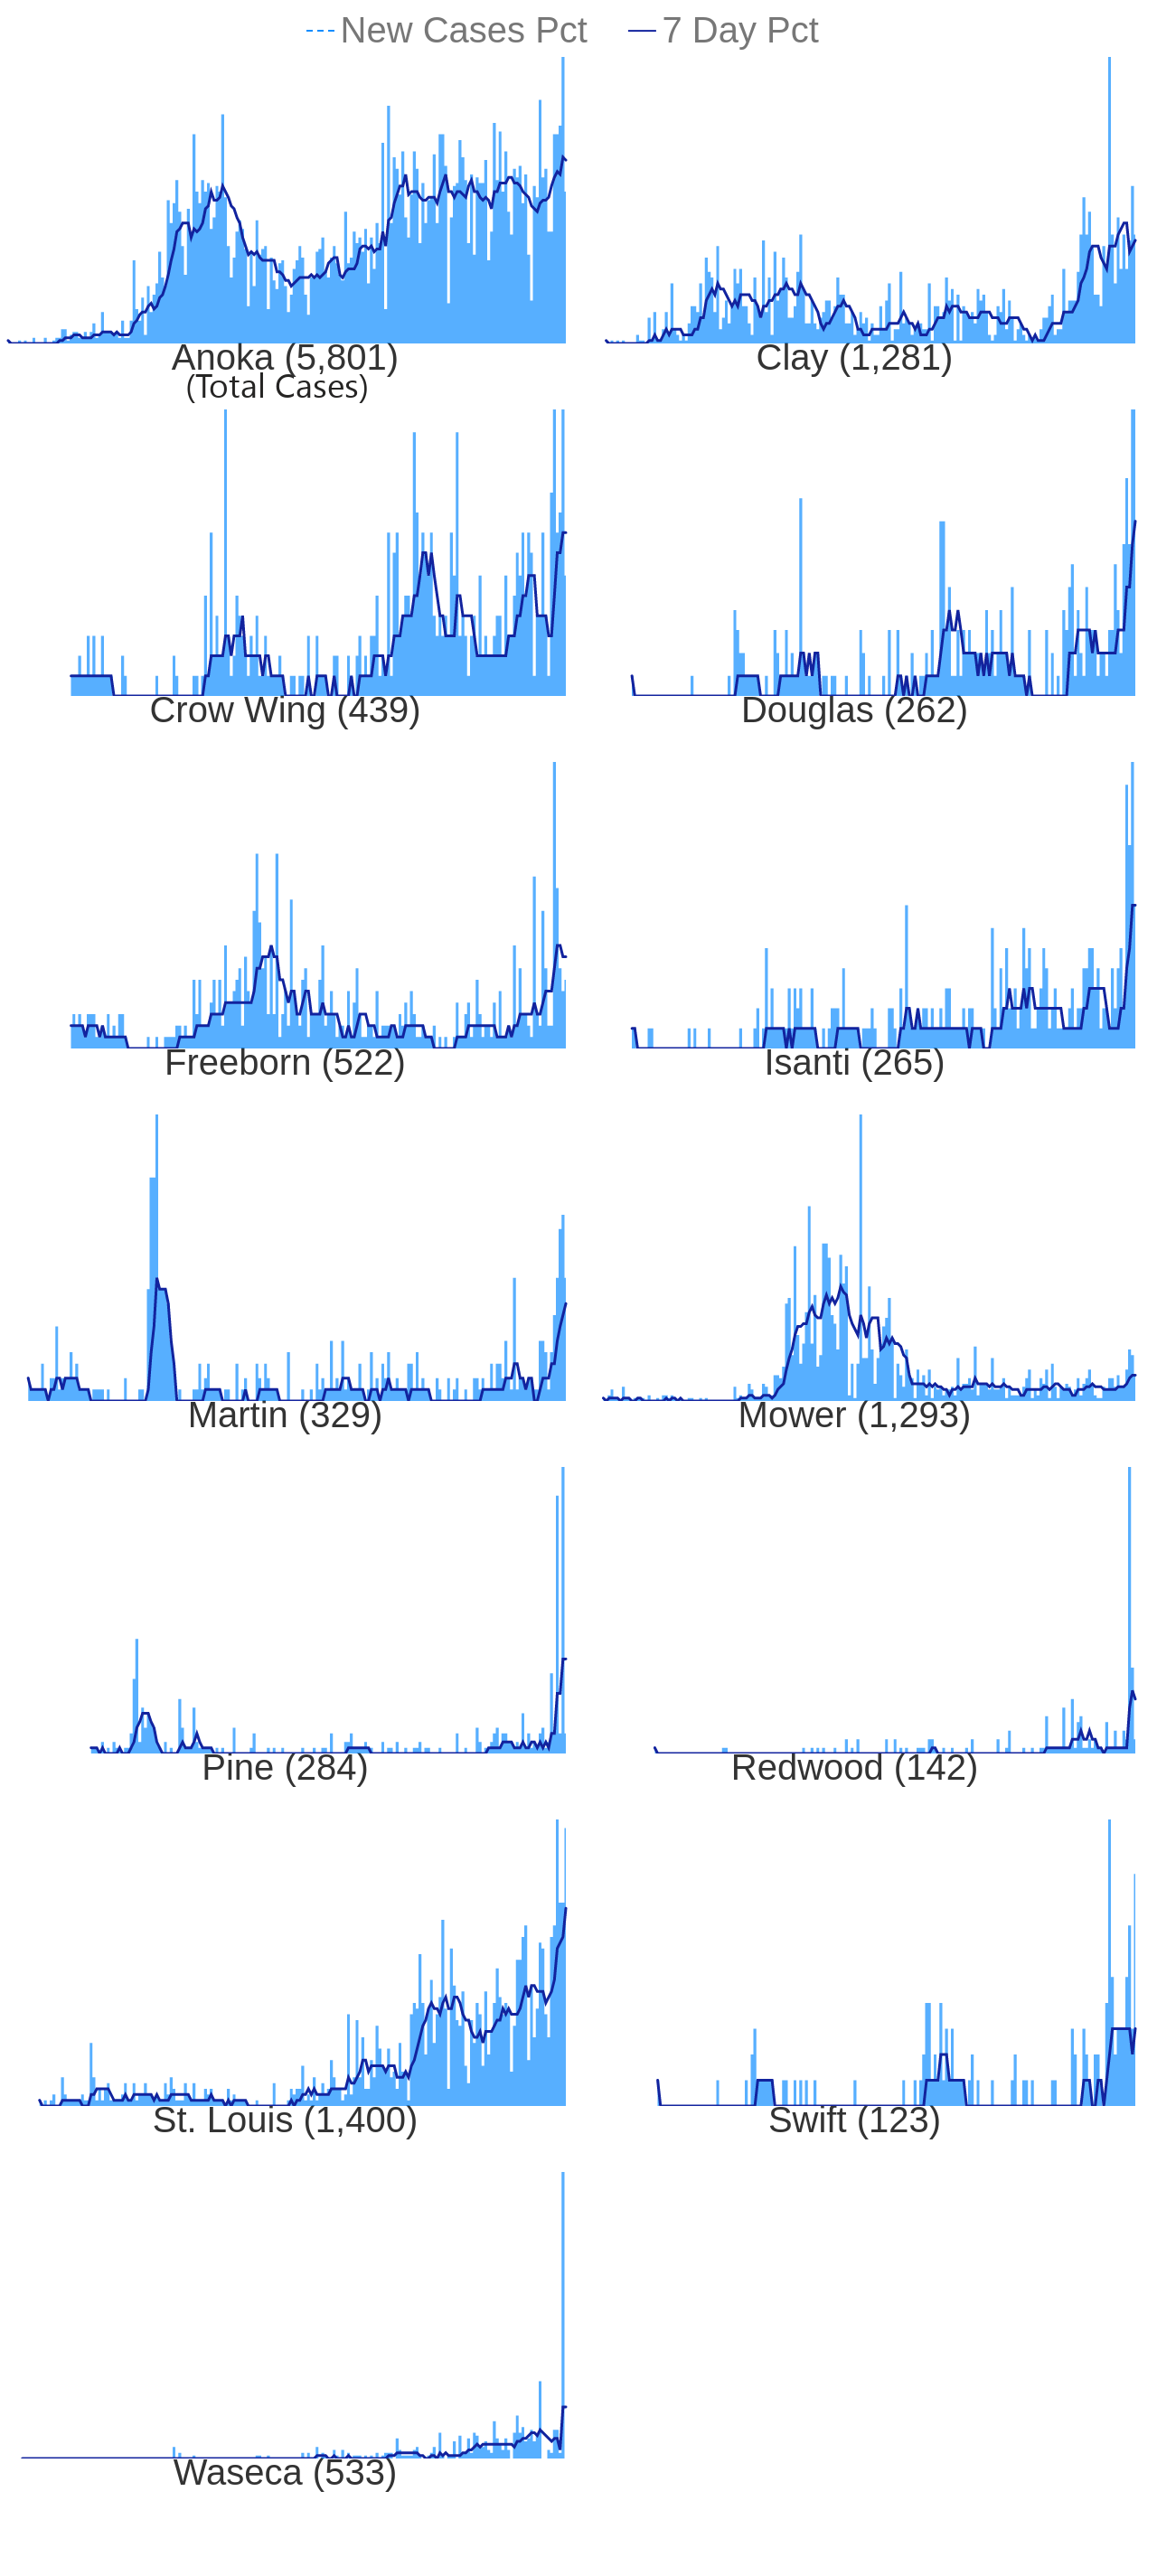 New Cases Pct 7 Day Pct
Anoka (5,801) Clay (1,281)
(Total Cases)
Crow Wing (439) Douglas (262)
Freeborn (522) Isanti (265)
Martin (329) Mower (1,293)
Pine (284) Redwood (142)
St. Louis (1,400) Swift (123)
Waseca (533)